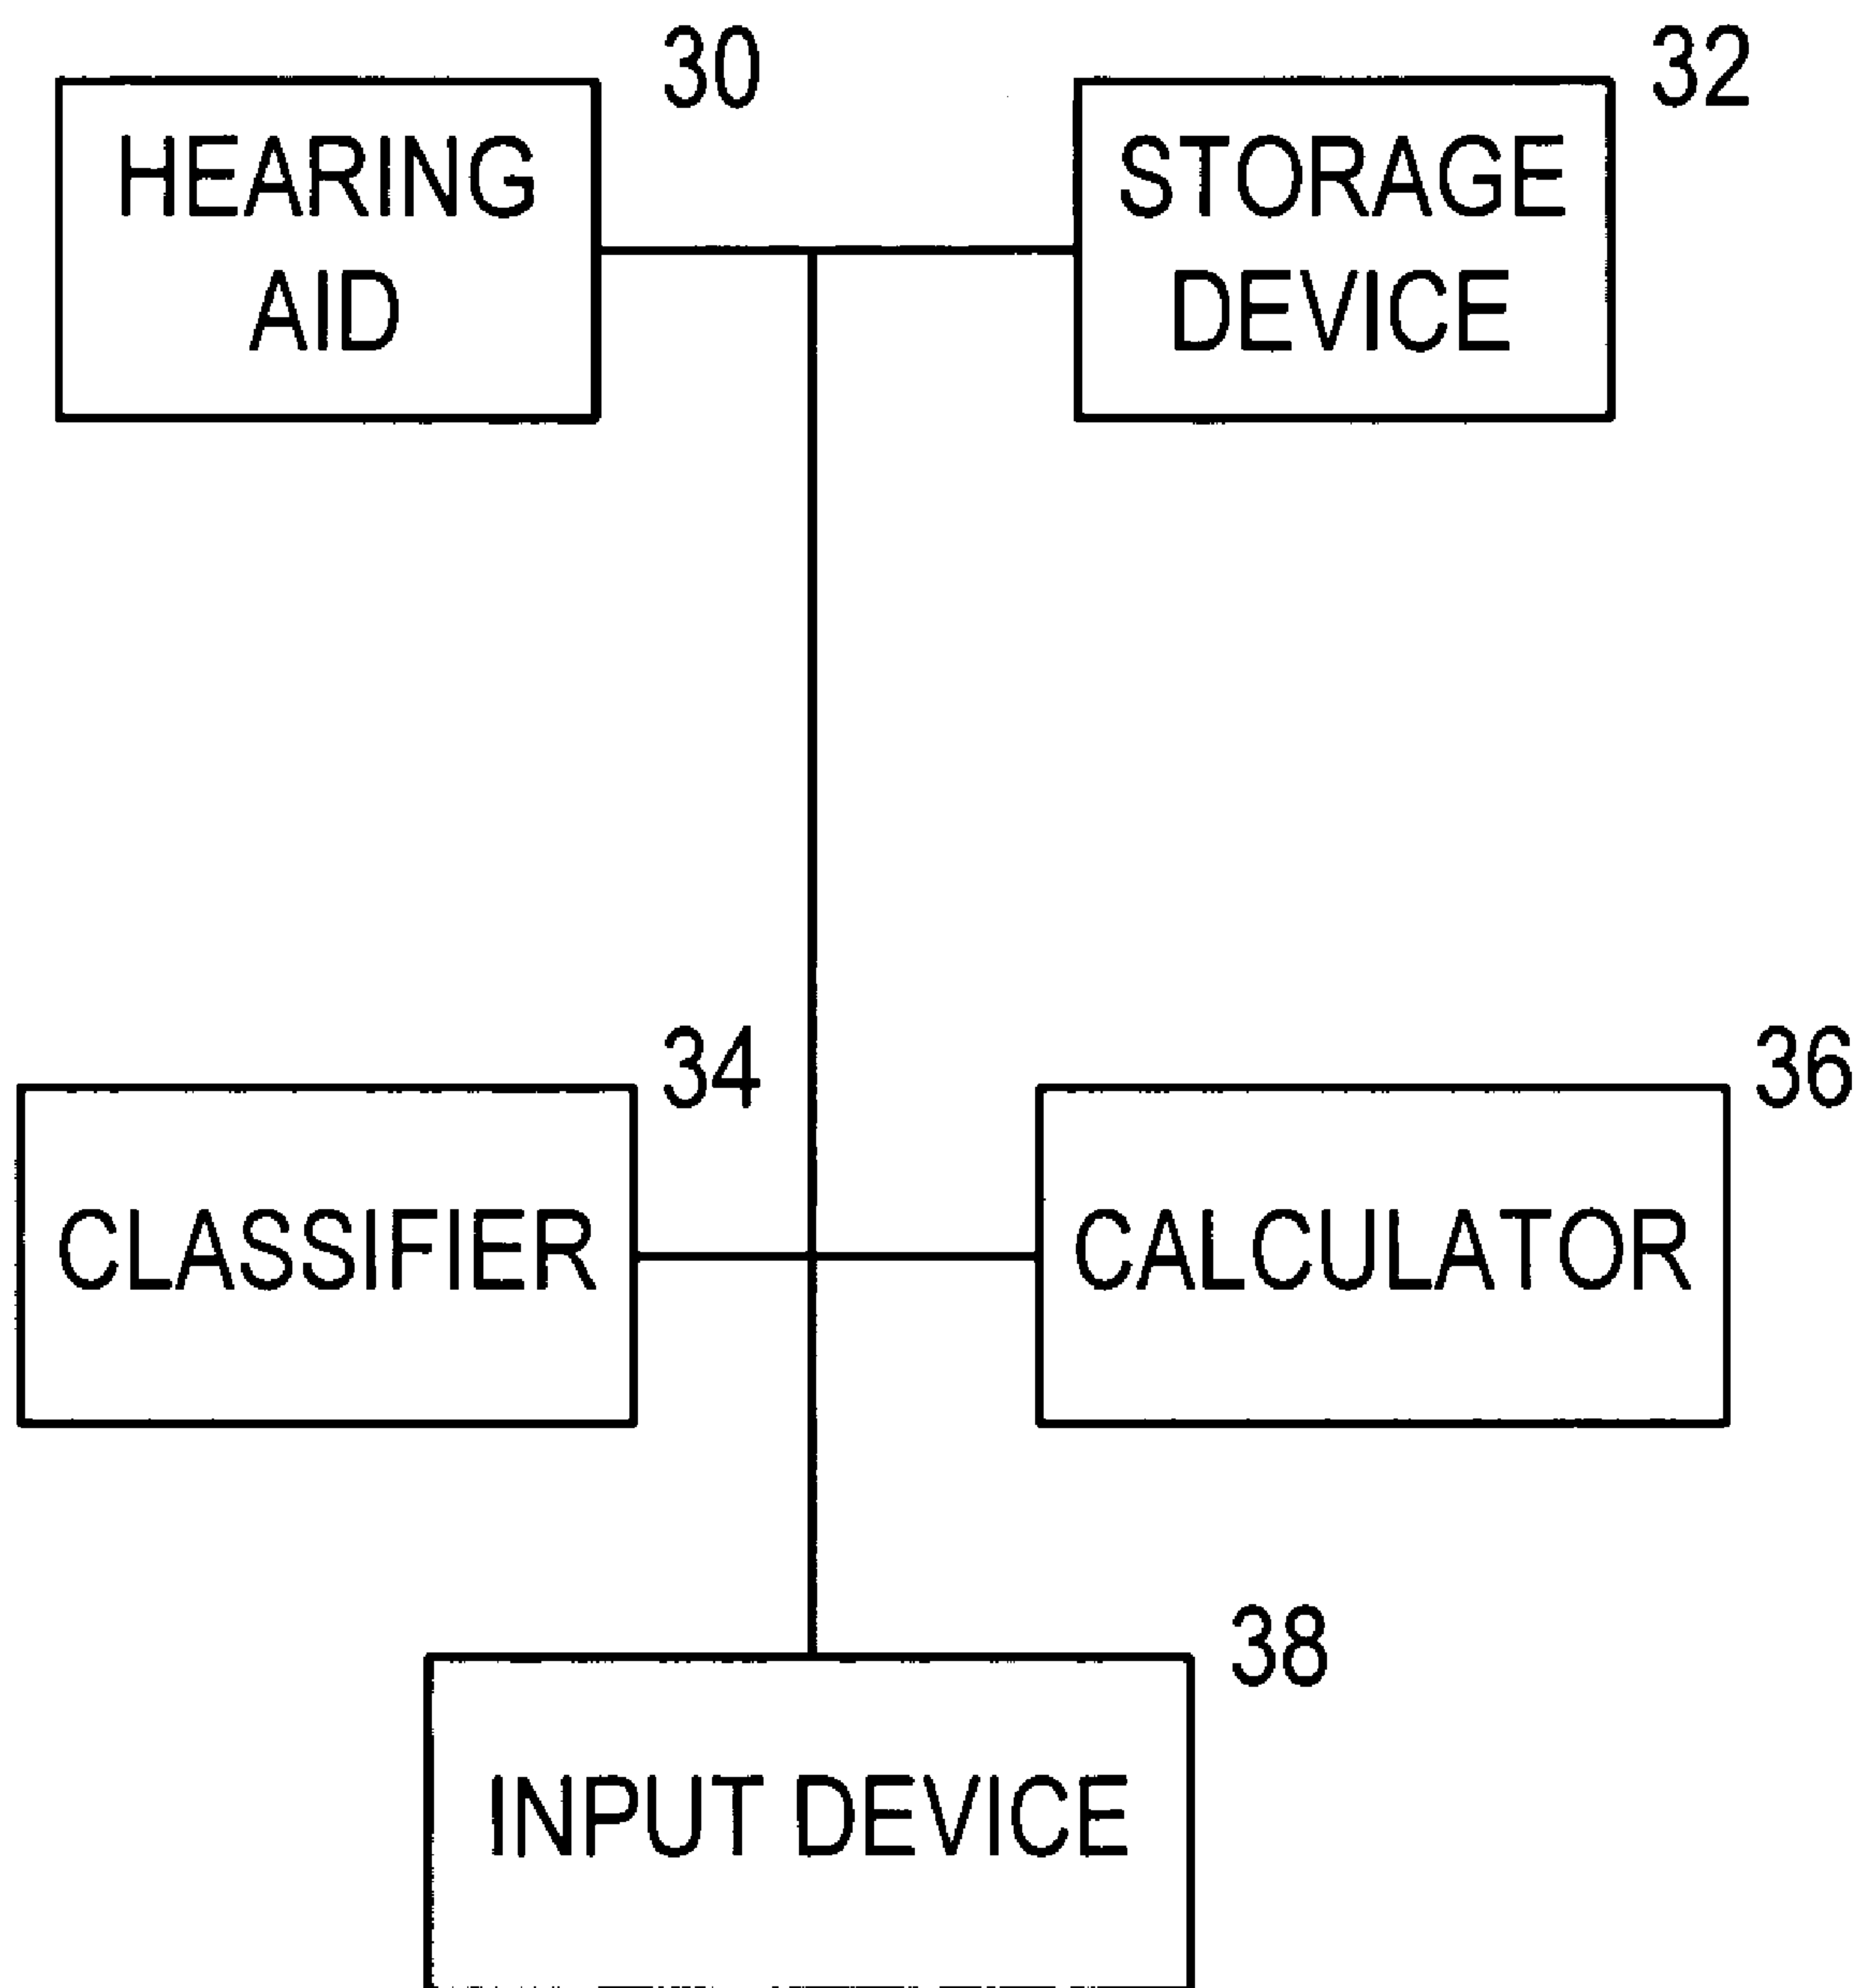 30
32
HEARING
AID
STORAGE
DEVICE
34
36
CLASSIFIER
CALCULATOR
38
INPUT DEVICE